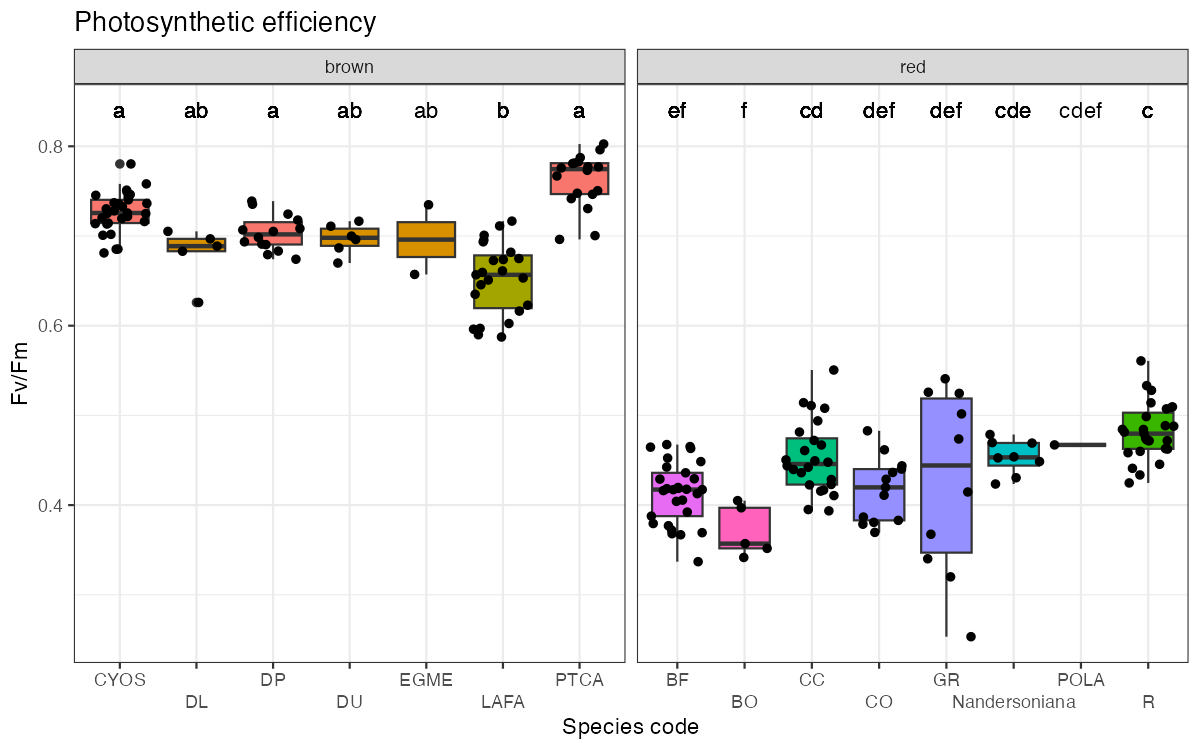 Photosynthetic efficiency
brown red
a ab a ab ab b a ef f cd def def cde cdef c
0.8
0.6
0.4
Fv/Fm
CYOS DP EGME PTCA BF CC GR POLA
DL DU LAFA BO CO Nandersoniana R
Species code